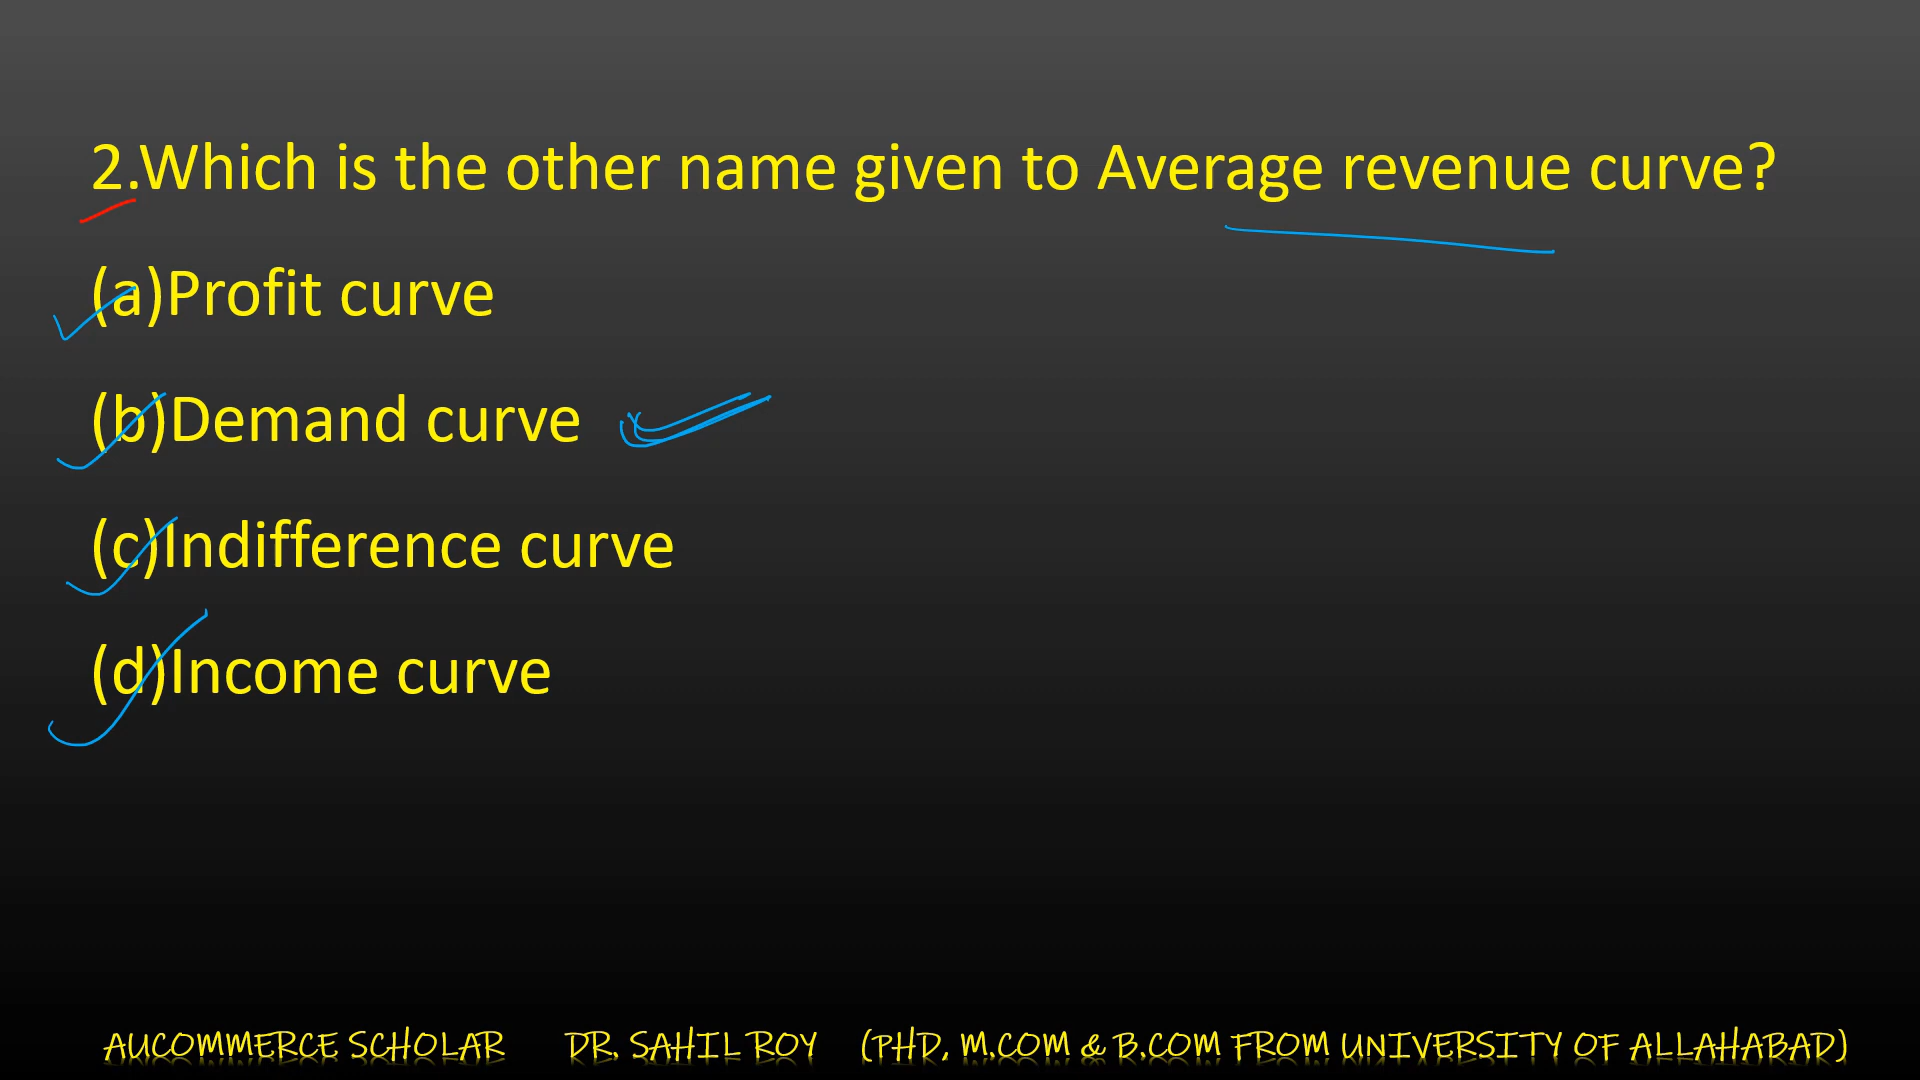 2.Which is the other name given to Average revenue curve?
(a)Profit curve
(b)Demand curve
(c)Indifference curve
(d)Income curve
AUCOMMERCE SCHOLAR DR. SAHIL ROY (PHD, M.COM & B.COM FROM UNIVERSITY OF ALLAHABAD)